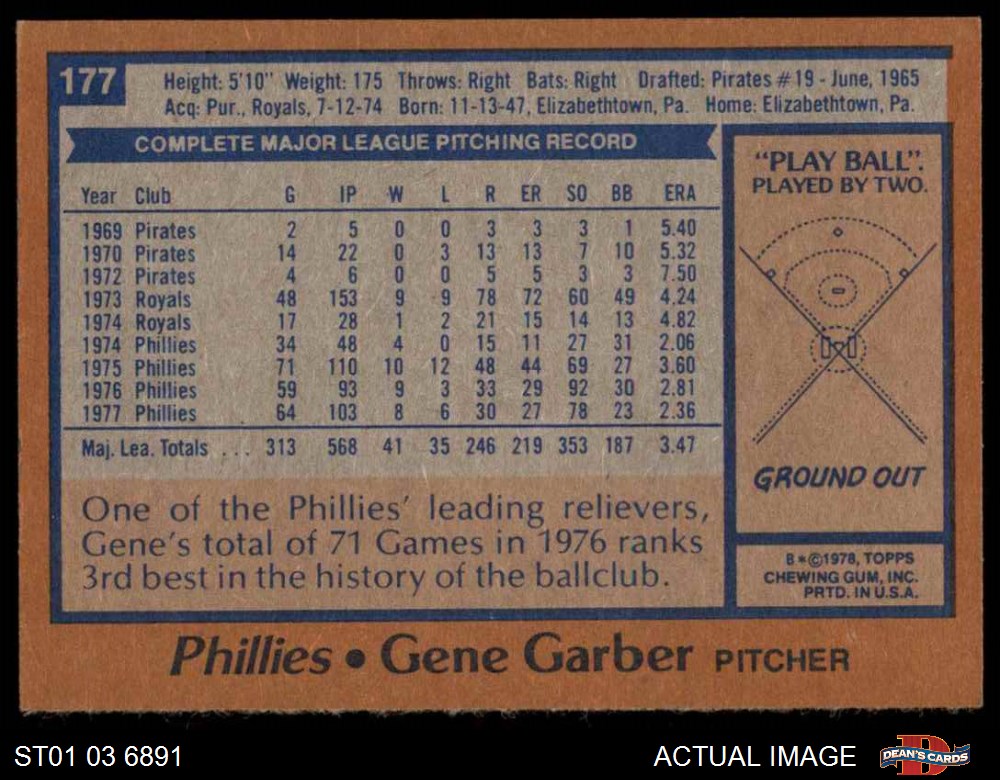 177
Height: 5'10" Weight: 175 Throws: Right Bats: Right Drafted: Pirates #19 - June, 1965
Acq: Pur., Royals, 7-12-74 Born: 11-13-47, Elizabethtown, Pa. Home: Elizabethtown, Pa.
COMPLETE MAJOR LEAGUE PITCHING RECORD
Year Club G IP W L R ER SO BB ERA
1969 Pirates 2 5 0 0 3 3 3 1 5.40
1970 Pirates 14 22 0 3 13 13 7 10 5.32
1972 Pirates 4 6 0 0 5 5 3 3 7.50
1973 Royals 48 153 9 9 78 72 60 49 4.24
1974 Royals 17 28 1 2 21 15 14 13 4.82
1974 Phillies 34 48 4 0 15 11 27 31 2.06
1975 Phillies 71 110 10 12 48 44 69 27 3.60
1976 Phillies 59 93 9 3 33 29 92 30 2.81
1977 Phillies 64 103 8 6 30 27 78 23 2.36
Maj. Lea. Totals ... 313 568 41 35 246 219 353 187 3.47
One of the Phillies' leading relievers,
Gene's total of 71 Games in 1976 ranks
3rd best in the history of the ballclub.
"PLAY BALL".
PLAYED BY TWO.
GROUND OUT
B*©1978, TOPPS
CHEWING GUM, INC.
PRTD. IN U.S.A.
Phillies • Gene Garber PITCHER
ST01 03 6891
ACTUAL IMAGE
DEAN'S CARDS